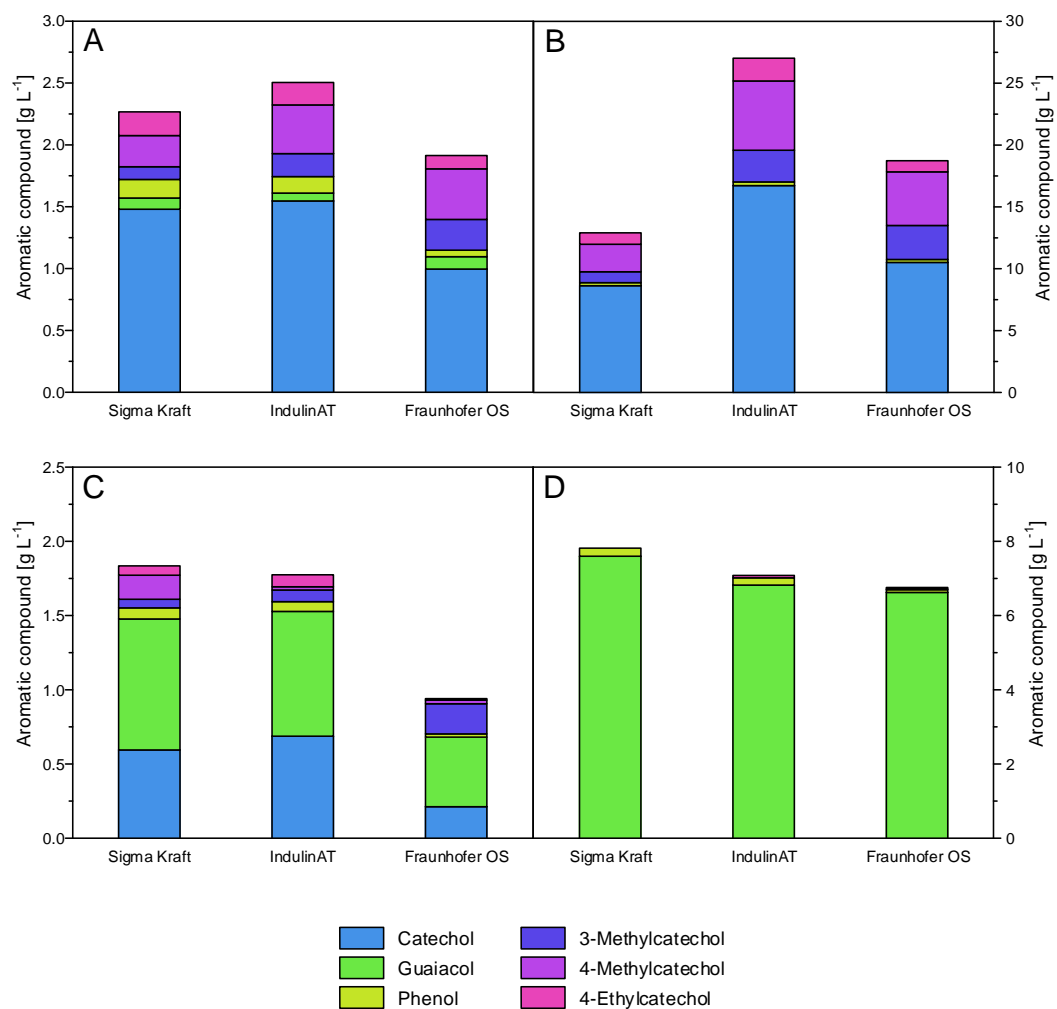 A
B
3.0
2.5
2.0
1.5
1.0
0.5
0.0
Aromatic compound [g L⁻¹]
30
25
20
15
10
5
0
Aromatic compound [g L⁻¹]
Sigma Kraft IndulinAT Fraunhofer OS
Sigma Kraft IndulinAT Fraunhofer OS
C
D
2.5
2.0
1.5
1.0
0.5
0.0
Aromatic compound [g L⁻¹]
10
8
6
4
2
0
Aromatic compound [g L⁻¹]
Sigma Kraft IndulinAT Fraunhofer OS
Sigma Kraft IndulinAT Fraunhofer OS
Catechol
Guaiacol
Phenol
3-Methylcatechol
4-Methylcatechol
4-Ethylcatechol